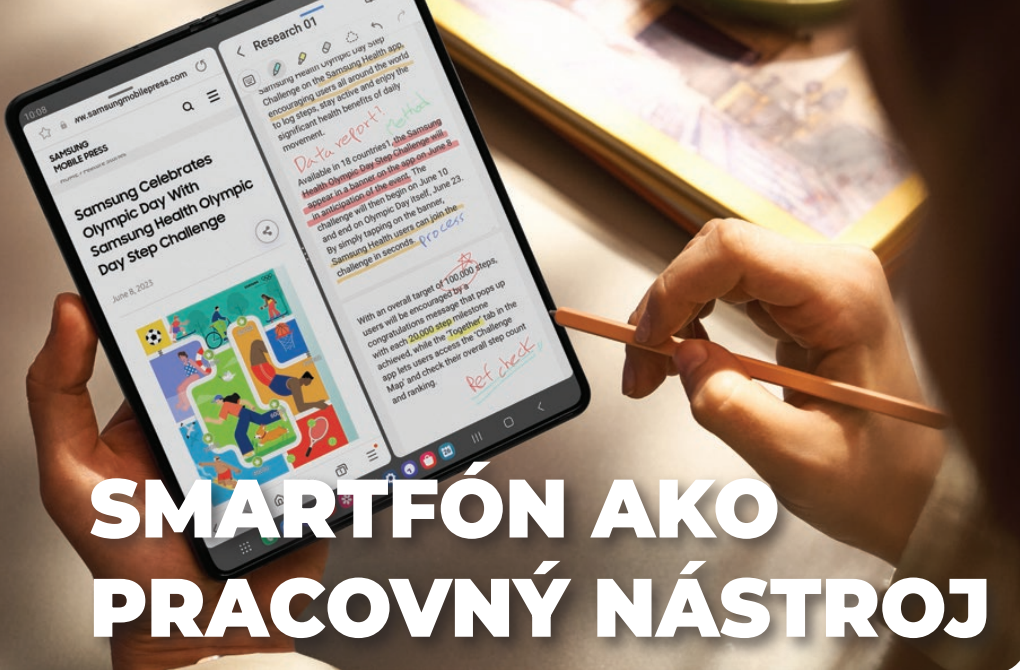 10:08
ww.samsungmobilepress.com
SAMSUNG
MOBILE PRESS
Samsung Celebrates
Olympic Day With
Samsung Health Olympic
Day Step Challenge
June 8, 2023
Research 01
Samsung Health Olympic Day Step
Challenge on the Samsung Health app,
encouraging users all around the world
to log steps, stay active and enjoy the
significant health benefits of daily
movement.
Method
Data report!
Available in 18 countries1, the Samsung
Health Olympic Day Step Challenge will
appear in a banner on the app on June 8
in anticipation of the event. The
challenge will then begin on June 10
and end on Olympic Day itself, June 23.
By simply tapping on the banner,
Samsung Health users can join the
challenge in seconds. process
With an overall target of 100,000 steps,
users will be encouraged by a
congratulations message that pops up
with each 20,000 step milestone
achieved, while the 'Together' tab in the
app lets users access the 'Challenge
Map' and check their overall step count
and ranking.
Ref check
SMARTFÓN AKO
PRACOVNÝ NÁSTROJ